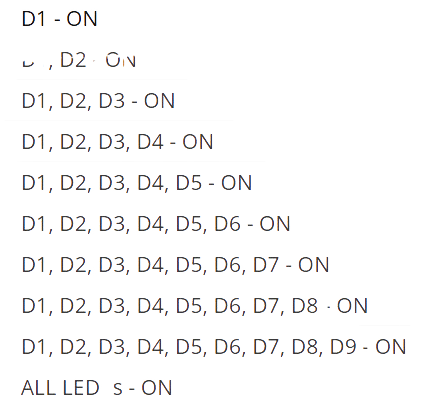 D1 - ON
, D2 - ON
D1, D2, D3 - ON
D1, D2, D3, D4 - ON
D1, D2, D3, D4, D5 - ON
D1, D2, D3, D4, D5, D6 - ON
D1, D2, D3, D4, D5, D6, D7 - ON
D1, D2, D3, D4, D5, D6, D7, D8 - ON
D1, D2, D3, D4, D5, D6, D7, D8, D9 - ON
ALL LED s - ON